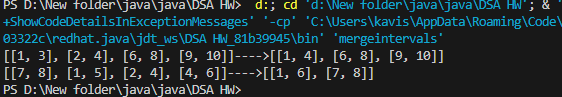 PS D:\New folder\java\java\DSA HW>  d:; cd 'd:\New folder\java\java\DSA HW'; & '
+ShowCodeDetailsInExceptionMessages' '-cp' 'C:\Users\kavis\AppData\Roaming\Code\
03322c\redhat.java\jdt_ws\DSA HW_81b39945\bin' 'mergeintervals'
[[1, 3], [2, 4], [6, 8], [9, 10]]---->[[1, 4], [6, 8], [9, 10]]
[[7, 8], [1, 5], [2, 4], [4, 6]]---->[[1, 6], [7, 8]]
PS D:\New folder\java\java\DSA HW>